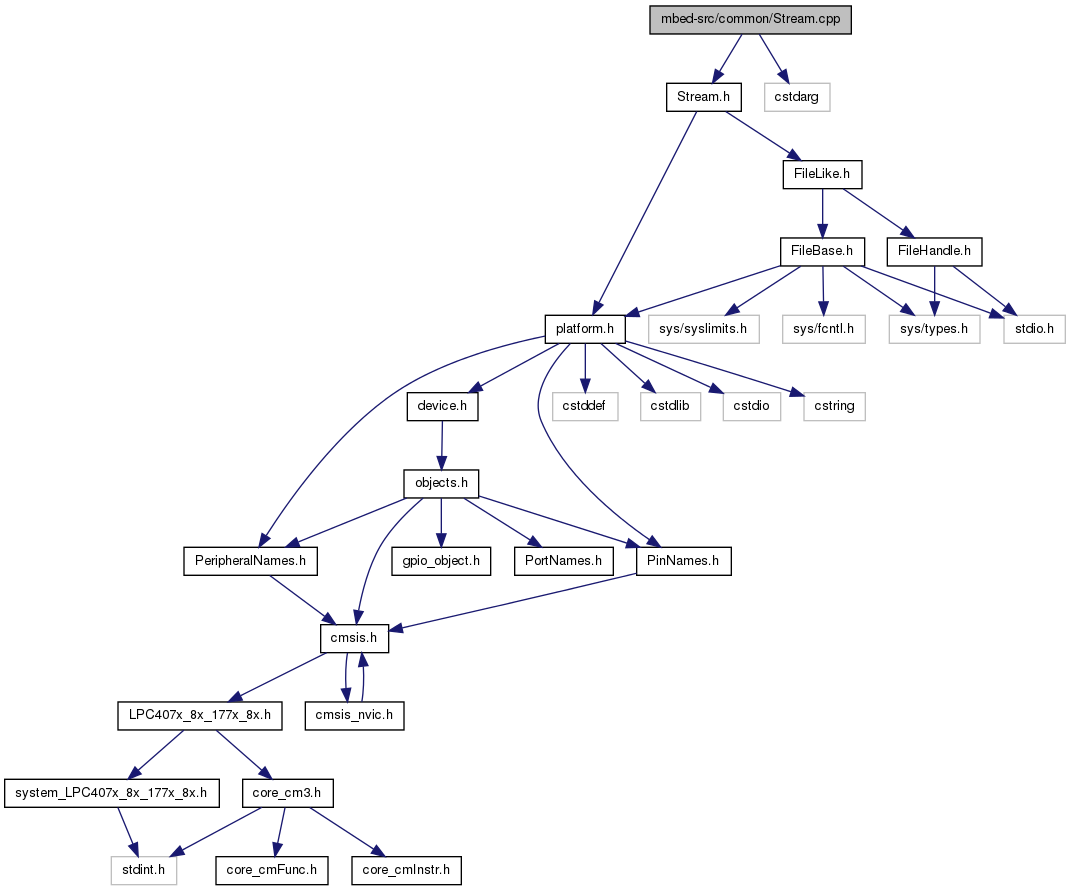 mbed-src/common/Stream.cpp
Stream.h
cstdarg
FileLike.h
FileBase.h
FileHandle.h
platform.h
sys/syslimits.h
sys/fcntl.h
sys/types.h
stdio.h
device.h
cstddef
cstdlib
cstdio
cstring
objects.h
PeripheralNames.h
gpio_object.h
PortNames.h
PinNames.h
cmsis.h
LPC407x_8x_177x_8x.h
cmsis_nvic.h
system_LPC407x_8x_177x_8x.h
core_cm3.h
stdint.h
core_cmFunc.h
core_cmInstr.h